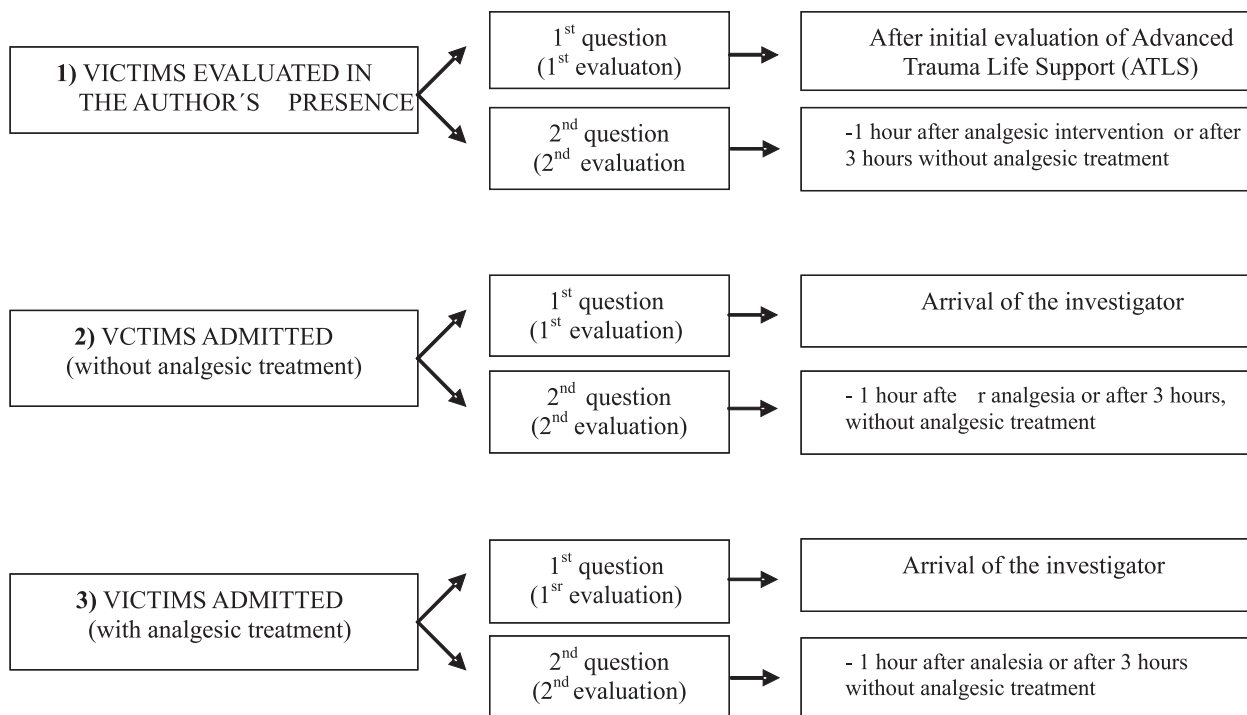 1) VICTIMS EVALUATED IN
THE AUTHOR´S PRESENCE
1st question
(1st evaluaton)
After initial evaluation of Advanced
Trauma Life Support (ATLS)
2nd question
(2nd evaluation
-1 hour after analgesic intervention or after
3 hours without analgesic treatment
2) VCTIMS ADMITTED
(without analgesic treatment)
1st question
(1st evaluation)
Arrival of the investigator
2nd question
(2nd evaluation)
- 1 hour afte r analgesia or after 3 hours,
without analgesic treatment
3) VICTIMS ADMITTED
(with analgesic treatment)
1st question
(1sr evaluation)
Arrival of the investigator
2nd question
(2nd evaluation)
- 1 hour after analesia or after 3 hours
without analgesic treatment